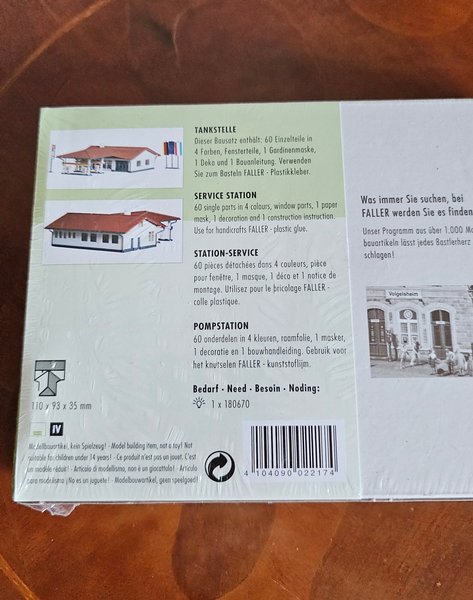 TANKSTELLE
Dieser Bausatz enthält: 60 Einzelteile in
4 Farben, Fensterteile, 1 Gardinenmaske,
1 Deko und 1 Bauanleitung. Verwenden
Sie zum Basteln FALLER - Plastikkleber.
SERVICE STATION
60 single parts in 4 colours, window parts, 1 paper
mask, 1 decoration and 1 construction instruction.
Use for handicrafts FALLER - plastic glue.
STATION-SERVICE
60 pièces détachées dans 4 couleurs, pièce
pour fenêtre, 1 masque, 1 déco et 1 notice de
montage. Utilisez pour le bricolage FALLER -
colle plastique.
POMPSTATION
60 onderdelen in 4 kleuren, raamfolie, 1 masker,
1 decoratie en 1 bouwhandleiding. Gebruik voor
het knutselen FALLER - kunststoflijm.
Bedarf · Need · Besoin · Noding:
1 x 180670
110 x 93 x 35 mm
IV
Modellbauartikel, kein Spielzeug! · Model building item, not a toy! Not
suitable for children under 14 years! · Ce produit n'est pas un jouet. C'est
un modèle réduit! · Articolo di modellismo, non è un giocattolo! · Artículo
para modelismo ¡No es un juguete! · Modelbouwartikel, geen speelgoed!
4 104090 022174
Was immer Sie suchen, bei
FALLER werden Sie es finden
Unser Programm aus über 1.000
bauartikeln lässt jedes Bastlerherz
schlagen!
Volgelsheim